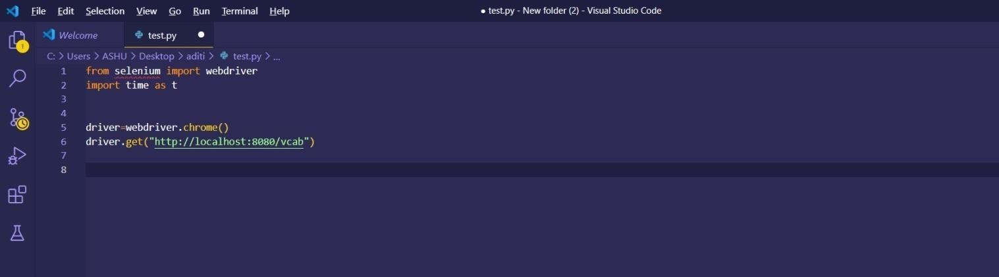 File Edit Selection View Go Run Terminal Help ● test.py - New folder (2) - Visual Studio Code
Welcome test.py ●
1
C: > Users > ASHU > Desktop > aditi > test.py > ...
1 from selenium import webdriver
2 import time as t
3
4
5 driver=webdriver.chrome()
6 driver.get("http://localhost:8080/vcab")
7
8